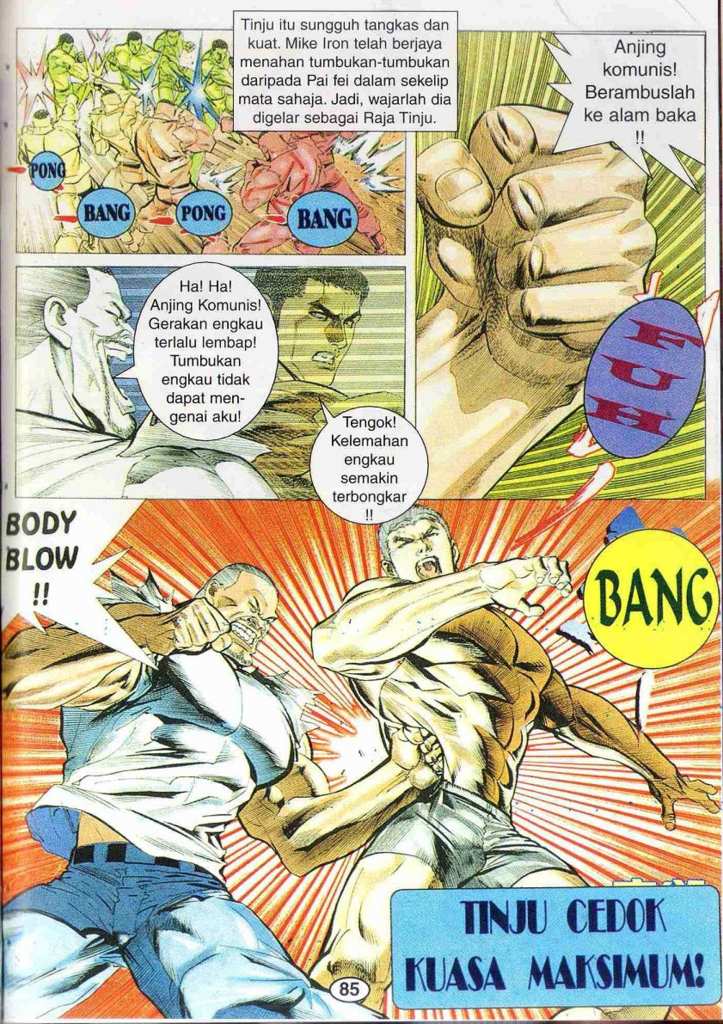 Tinju itu sungguh tangkas dan
kuat. Mike Iron telah berjaya
menahan tumbukan-tumbukan
daripada Pai fei dalam sekelip
mata sahaja. Jadi, wajarlah dia
digelar sebagai Raja Tinju.
PONG
BANG
PONG
BANG
Anjing
komunis!
Berambuslah
ke alam baka
!!
FUH
Ha! Ha!
Anjing Komunis!
Gerakan engkau
terlalu lembap!
Tumbukan
engkau tidak
dapat men-
genai aku!
Tengok!
Kelemahan
engkau
semakin
terbongkar
!!
BODY
BLOW
!!
BANG
TINJU CEDOK
KUASA MAKSIMUM!
85